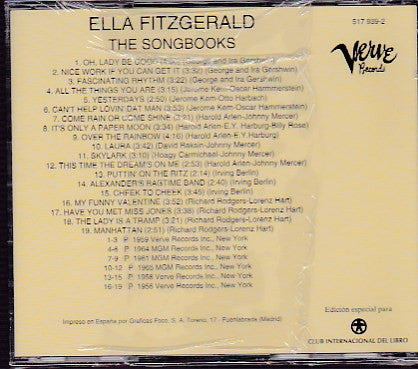 ELLA FITZGERALD
THE SONGBOOKS
517 939-2
Verve
Records
1. OH, LADY BE GOOD (George and Ira Gershwin)
2. NICE WORK IF YOU CAN GET IT (3:32) (George and Ira Gershwin)
3. FASCINATING RHYTHM (3:22) (George and Ira Gershwin)
4. ALL THE THINGS YOU ARE (3:15) (Jerome Kern-Oscar Hammerstein)
5. YESTERDAYS (2:50) (Jerome Kern-Otto Harbach)
6. CAN'T HELP LOVIN' DAT MAN (Jerome Kern-Oscar Hammerstein)
7. COME RAIN OR COME SHINE (3:21) (Harold Arlen-Johnny Mercer)
8. IT'S ONLY A PAPER MOON (3:34) (Harold Arlen-E.Y. Harburg-Billy Rose)
9. OVER THE RAINBOW (4:16) (Harold Arlen-E.Y. Harburg)
10. LAURA (3:42) (David Raksin-Johnny Mercer)
11. SKYLARK (3:10) (Hoagy Carmichael-Johnny Mercer)
12. THIS TIME THE DREAM'S ON ME (2:53) (Harold Arlen-Johnny Mercer)
13. PUTTIN' ON THE RITZ (2:14) (Irving Berlin)
14. ALEXANDER'S RAGTIME BAND (2:40) (Irving Berlin)
15. CHEEK TO CHEEK (3:45) (Irving Berlin)
16. MY FUNNY VALENTINE (3:52) (Richard Rodgers-Lorenz Hart)
17. HAVE YOU MET MISS JONES (3:38) (Richard Rodgers-Lorenz Hart)
18. THE LADY IS A TRAMP (3:21) (Richard Rodgers-Lorenz Hart)
19. MANHATTAN (2:51) (Richard Rodgers-Lorenz Hart)
1-3 ℗ 1959 Verve Records Inc., New York
4-6 ℗ 1964 MGM Records Inc., New York
7-9 ℗ 1961 MGM Records Inc., New York
10-12 ℗ MGM Records Inc., New York
13-15 ℗ 1958 Verve Records Inc., New York
16-19 ℗ 1956 Verve Records Inc., New York
Edición especial para
Impreso en España por Gráficas Foco, S. A. Torneiro, 17 - Fuenlabrada (Madrid)
CLUB INTERNACIONAL DEL LIBRO